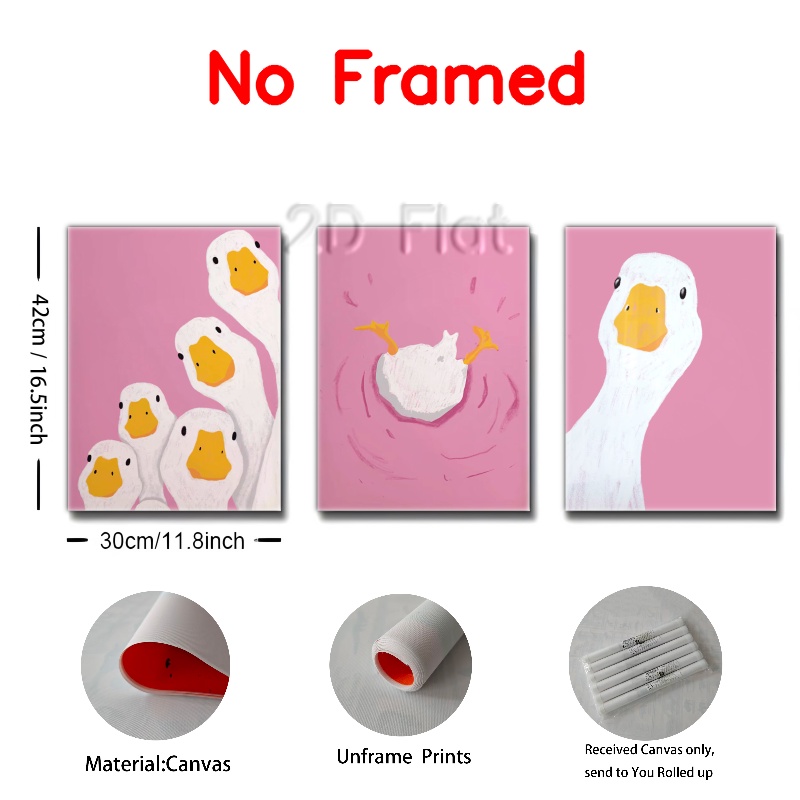 No Framed
2.D Flat
42cm / 16.5inch
30cm/11.8inch
Material:Canvas
Unframe Prints
Received Canvas only,
send to You Rolled up